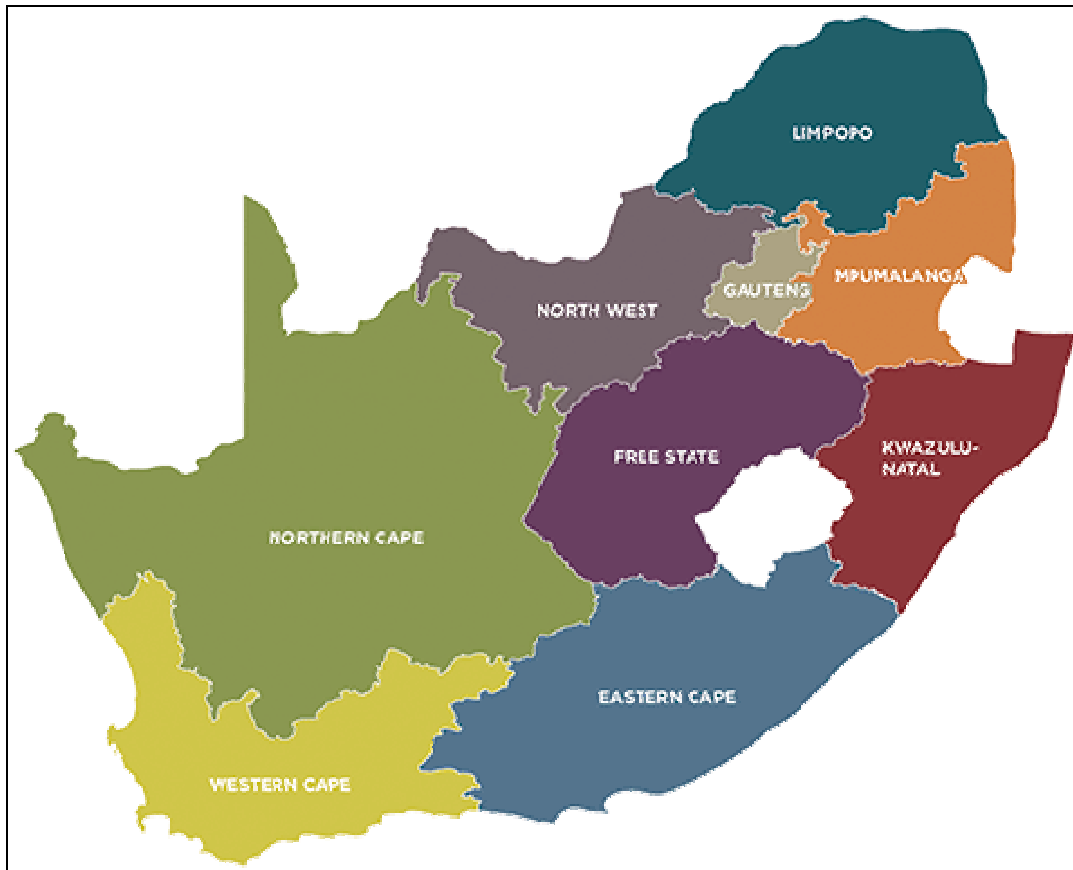 LIMPOPO
MPUMALANGA
GAUTENG
NORTH WEST
FREE STATE
KWAZULU-
NATAL
NORTHERN CAPE
EASTERN CAPE
WESTERN CAPE